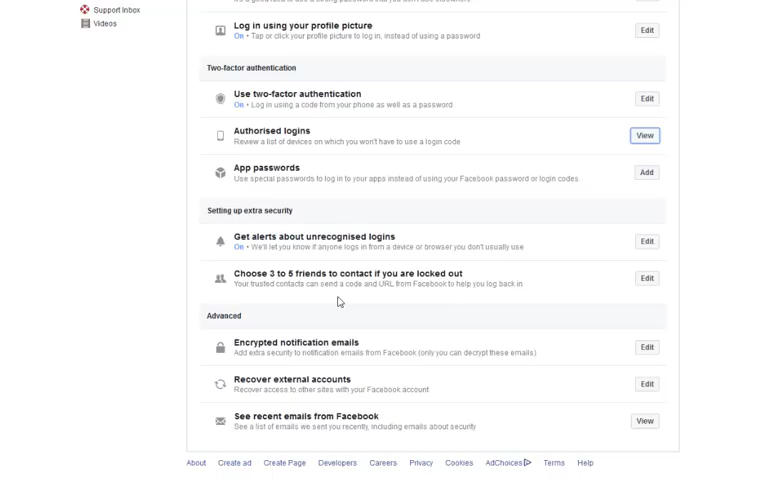 Support Inbox
Videos
Log in using your profile picture
Edit
On • Tap or click your profile picture to log in, instead of using a password
Two-factor authentication
Use two-factor authentication
Edit
On • Log in using a code from your phone as well as a password
Authorised logins
View
Review a list of devices on which you won't have to use a login code
App passwords
Add
Use special passwords to log in to your apps instead of using your Facebook password or login codes.
Setting up extra security
Get alerts about unrecognised logins
Edit
On • We'll let you know if anyone logs in from a device or browser you don't usually use
Choose 3 to 5 friends to contact if you are locked out
Edit
Your trusted contacts can send a code and URL from Facebook to help you log back in
Advanced
Encrypted notification emails
Edit
Add extra security to notification emails from Facebook (only you can decrypt these emails)
Recover external accounts
Edit
Recover access to other sites with your Facebook account
See recent emails from Facebook
View
See a list of emails we sent you recently, including emails about security
About Create ad Create Page Developers Careers Privacy Cookies AdChoices Terms Help